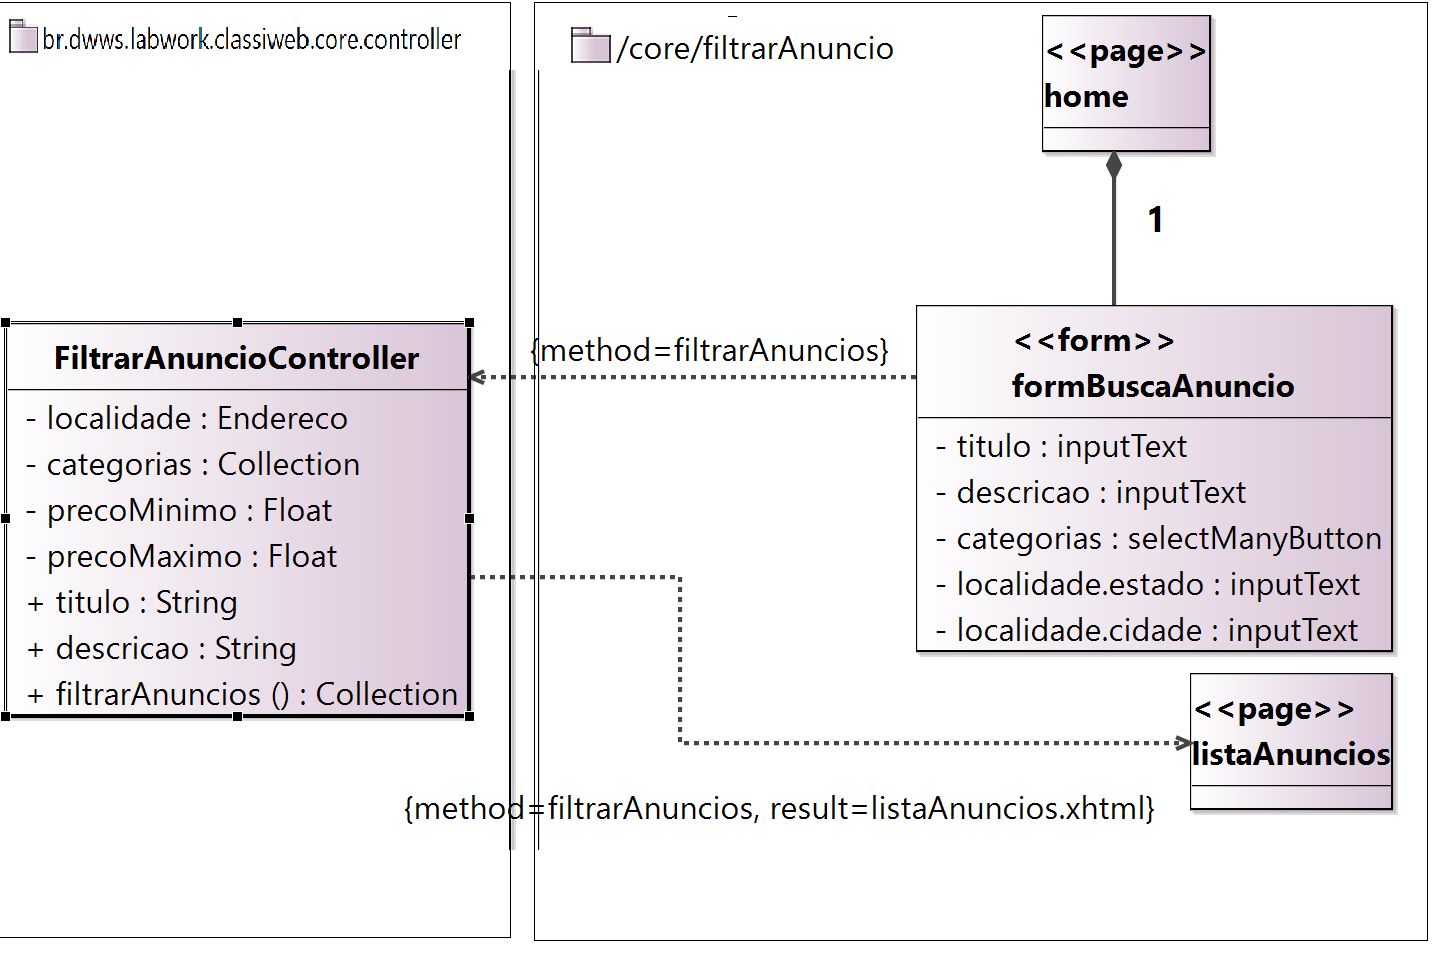 br.dwws.labwork.classiweb.core.controller
/core/filtrarAnuncio
<<page>>
home
1
FiltrarAnuncioController
- localidade : Endereco
- categorias : Collection
- precoMinimo : Float
- precoMaximo : Float
+ titulo : String
+ descricao : String
+ filtrarAnuncios () : Collection
{method=filtrarAnuncios}
<<form>>
formBuscaAnuncio
- titulo : inputText
- descricao : inputText
- categorias : selectManyButton
- localidade.estado : inputText
- localidade.cidade : inputText
<<page>>
listaAnuncios
{method=filtrarAnuncios, result=listaAnuncios.xhtml}